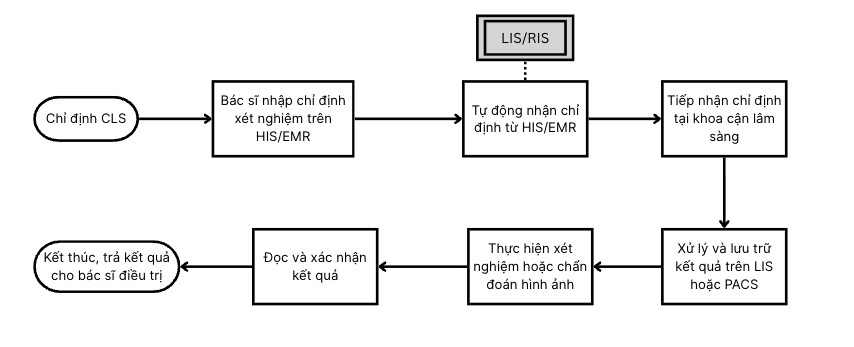 LIS/RIS
Chỉ định CLS
Bác sĩ nhập chỉ định
xét nghiệm trên
HIS/EMR
Tự động nhận chỉ
định từ HIS/EMR
Tiếp nhận chỉ định
tại khoa cận lâm
sàng
Xử lý và lưu trữ
kết quả trên LIS
hoặc PACS
Thực hiện xét
nghiệm hoặc chẩn
đoán hình ảnh
Đọc và xác nhận
kết quả
Kết thúc, trả kết quả
cho bác sĩ điều trị